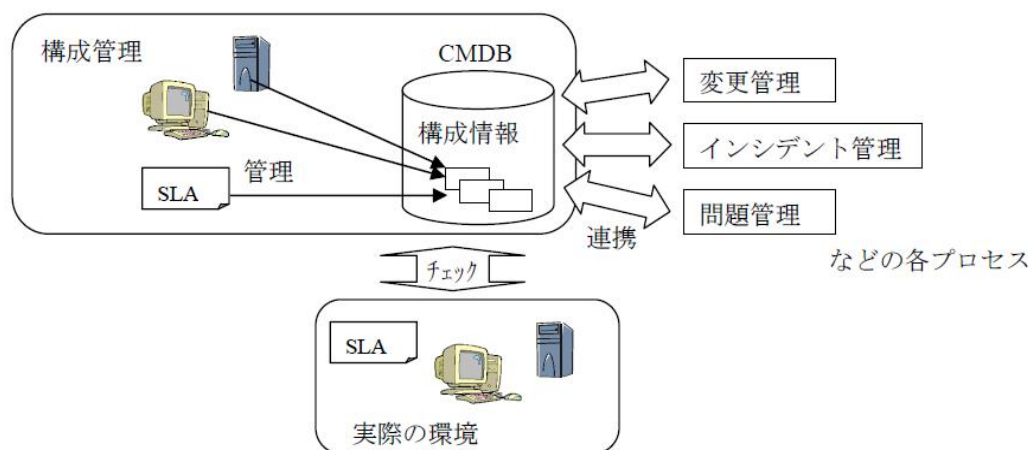 構成管理
CMDB
構成情報
管理
SLA
変更管理
インシデント管理
問題管理
連携
などの各プロセス
チェック
SLA
実際の環境